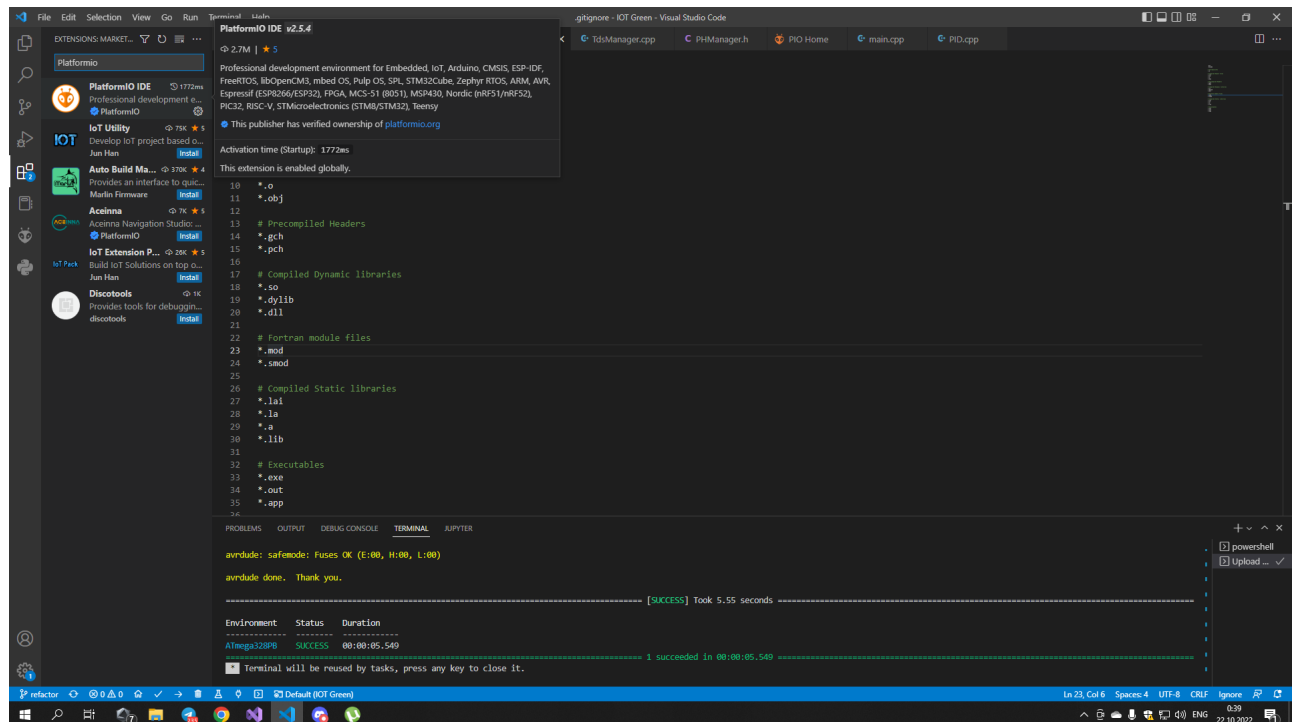 File Edit Selection View Go Run Terminal Help
.gitignore - IOT Green - Visual Studio Code
EXTENSIONS: MARKET...
Platformio
PlatformIO IDE 1772ms
Professional development e...
PlatformIO
IoT Utility 75K ★ 5
Develop IoT project based o...
Jun Han Install
Auto Build Ma... 370K ★ 4
Provides an interface to quic...
Marlin Firmware Install
Aceinna 7K ★ 5
Aceinna Navigation Studio: ...
PlatformIO Install
IoT Extension P... 26K ★ 5
Build IoT Solutions on top o...
Jun Han Install
Discotools 1K
Provides tools for debuggin...
discotools Install
PlatformIO IDE v2.5.4
2.7M | ★ 5
Professional development environment for Embedded, IoT, Arduino, CMSIS, ESP-IDF,
FreeRTOS, libOpenCM3, mbed OS, Pulp OS, SPL, STM32Cube, Zephyr RTOS, ARM, AVR,
Espressif (ESP8266/ESP32), FPGA, MCS-51 (8051), MSP430, Nordic (nRF51/nRF52),
PIC32, RISC-V, STMicroelectronics (STM8/STM32), Teensy
This publisher has verified ownership of platformio.org
Activation time (Startup): 1772ms
This extension is enabled globally.
TdsManager.cpp PHManager.h PIO Home main.cpp PID.cpp
10 *.o
11 *.obj
12
13 # Precompiled Headers
14 *.gch
15 *.pch
16
17 # Compiled Dynamic libraries
18 *.so
19 *.dylib
20 *.dll
21
22 # Fortran module files
23 *.mod
24 *.smod
25
26 # Compiled Static libraries
27 *.lai
28 *.la
29 *.a
30 *.lib
31
32 # Executables
33 *.exe
34 *.out
35 *.app
36
PROBLEMS OUTPUT DEBUG CONSOLE TERMINAL JUPYTER
avrdude: safemode: Fuses OK (E:00, H:00, L:00)
avrdude done. Thank you.
[SUCCESS] Took 5.55 seconds
Environment Status Duration
ATmega328PB SUCCESS 00:00:05.549
1 succeeded in 00:00:05.549
* Terminal will be reused by tasks, press any key to close it.
powershell
Upload ...
refactor 0 0 Default (IOT Green)
Ln 23, Col 6 Spaces: 4 UTF-8 CRLF Ignore
ENG 0:39
22.10.2022